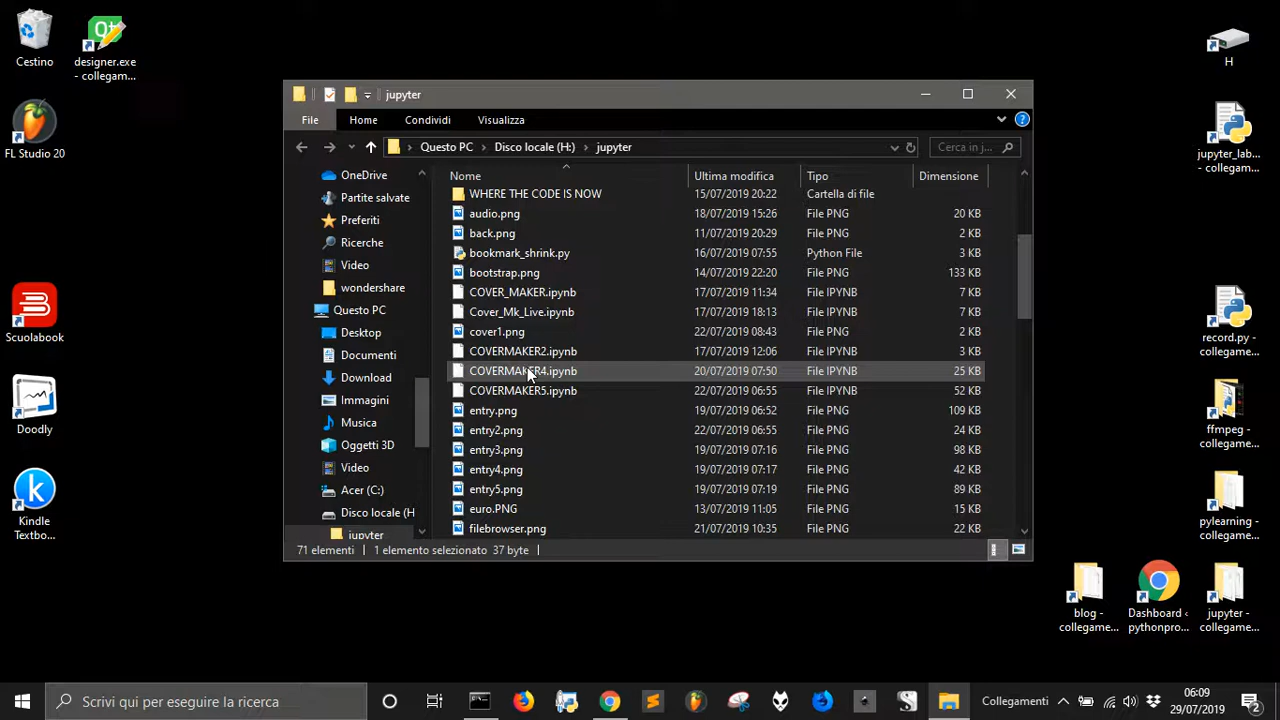 Cestino
designer.exe
- collegam...
FL Studio 20
Scuolabook
Doodly
Kindle
Textbo...
jupyter
File Home Condividi Visualizza
Questo PC Disco locale (H:) jupyter
Cerca in j...
OneDrive
Partite salvate
Preferiti
Ricerche
Video
wondershare
Questo PC
Desktop
Documenti
Download
Immagini
Musica
Oggetti 3D
Video
Acer (C:)
Disco locale (H
jupyter
Nome Ultima modifica Tipo Dimensione
WHERE THE CODE IS NOW 15/07/2019 20:22 Cartella di file
audio.png 18/07/2019 15:26 File PNG 20 KB
back.png 11/07/2019 20:29 File PNG 2 KB
bookmark_shrink.py 16/07/2019 07:55 Python File 3 KB
bootstrap.png 14/07/2019 22:20 File PNG 133 KB
COVER_MAKER.ipynb 17/07/2019 11:34 File IPYNB 7 KB
Cover_Mk_Live.ipynb 17/07/2019 18:13 File IPYNB 7 KB
cover1.png 22/07/2019 08:43 File PNG 2 KB
COVERMAKER2.ipynb 17/07/2019 12:06 File IPYNB 3 KB
COVERMAKER4.ipynb 20/07/2019 07:50 File IPYNB 25 KB
COVERMAKER5.ipynb 22/07/2019 06:55 File IPYNB 52 KB
entry.png 19/07/2019 06:52 File PNG 109 KB
entry2.png 22/07/2019 06:55 File PNG 24 KB
entry3.png 19/07/2019 07:16 File PNG 98 KB
entry4.png 19/07/2019 07:17 File PNG 42 KB
entry5.png 19/07/2019 07:19 File PNG 89 KB
euro.PNG 13/07/2019 11:05 File PNG 15 KB
filebrowser.png 21/07/2019 10:35 File PNG 22 KB
71 elementi 1 elemento selezionato 37 byte
H
jupyter_lab...
- collegam...
record.py -
collegame...
ffmpeg -
collegame...
pylearning -
collegame...
blog -
collegame...
Dashboard ‹
pythonpro...
jupyter -
collegame...
Scrivi qui per eseguire la ricerca
Collegamenti
06:09
29/07/2019
2